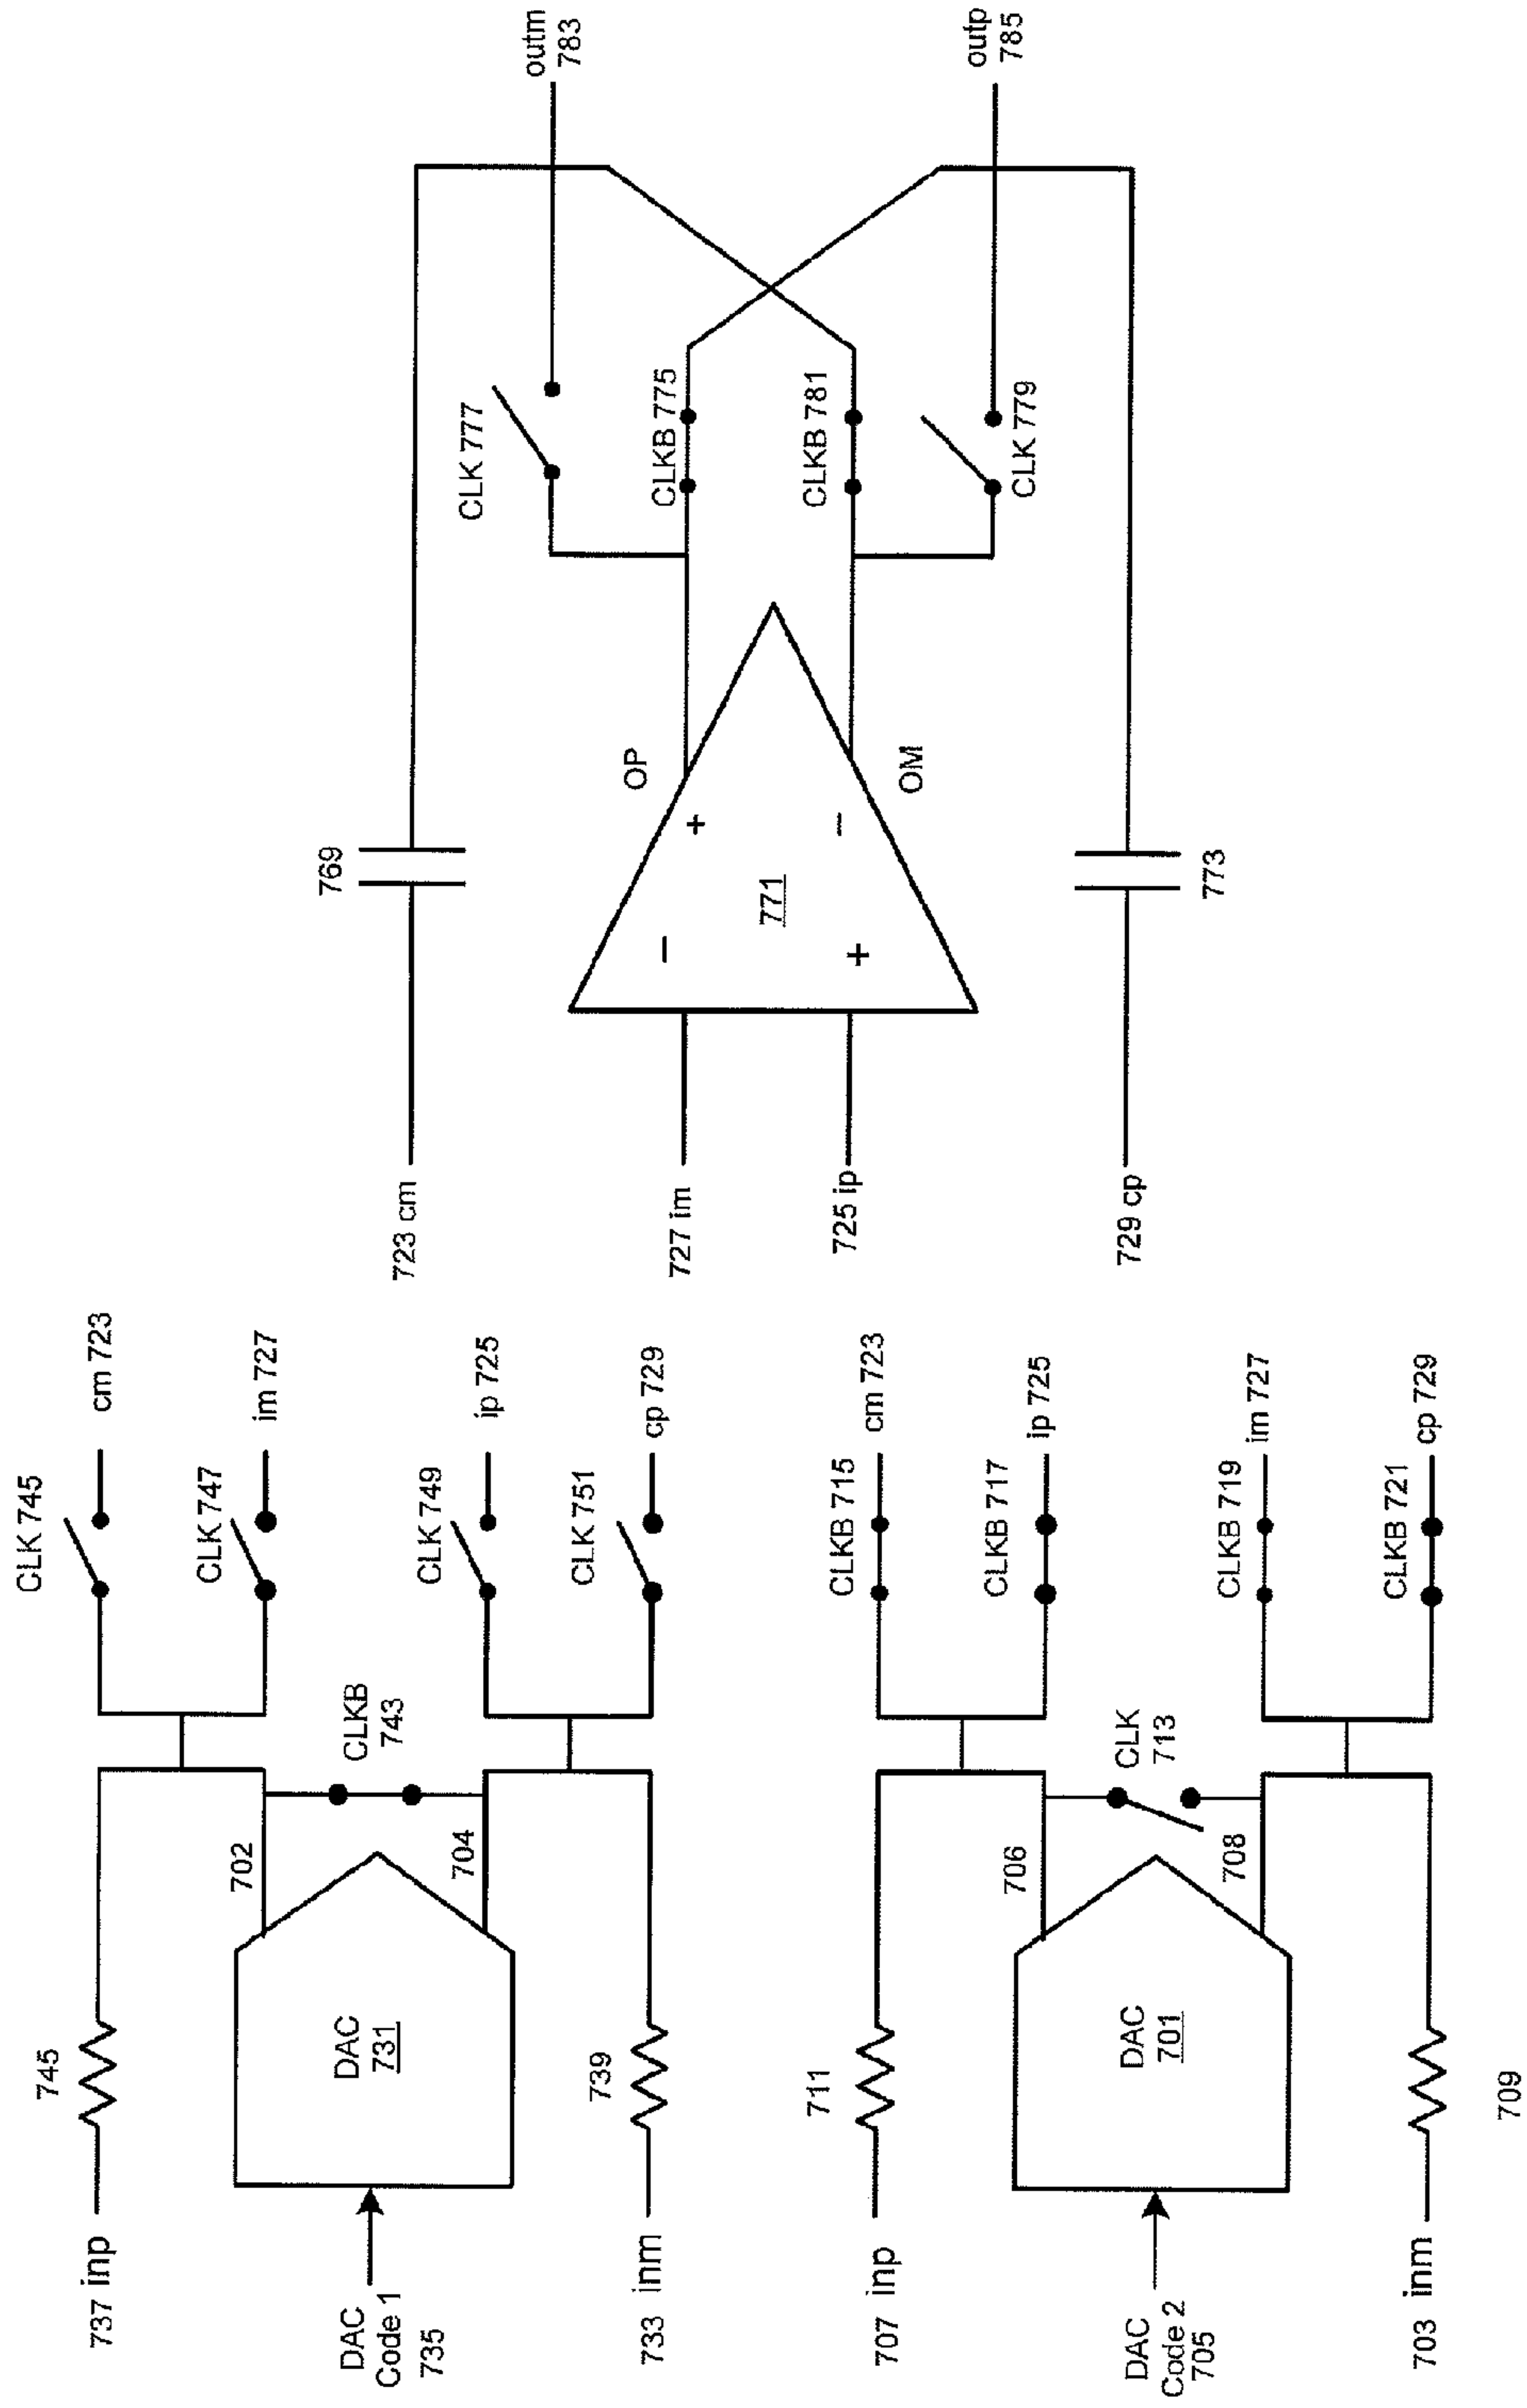 737 inp
745
DAC
Code 1
735
DAC
731
733 inm
739
702
704
CLKB
743
CLK 745
cm 723
CLK 747
im 727
CLK 749
ip 725
CLK 751
cp 729
707 inp
711
DAC
Code 2
705
DAC
701
703 inm
709
706
708
CLK
713
CLKB 715
cm 723
CLKB 717
ip 725
CLKB 719
im 727
CLKB 721
cp 729
723 cm
769
727 im
725 ip
729 cp
773
−
+
771
+
−
OP
OM
CLK 777
CLKB 775
CLKB 781
CLK 779
outm
783
outp
785